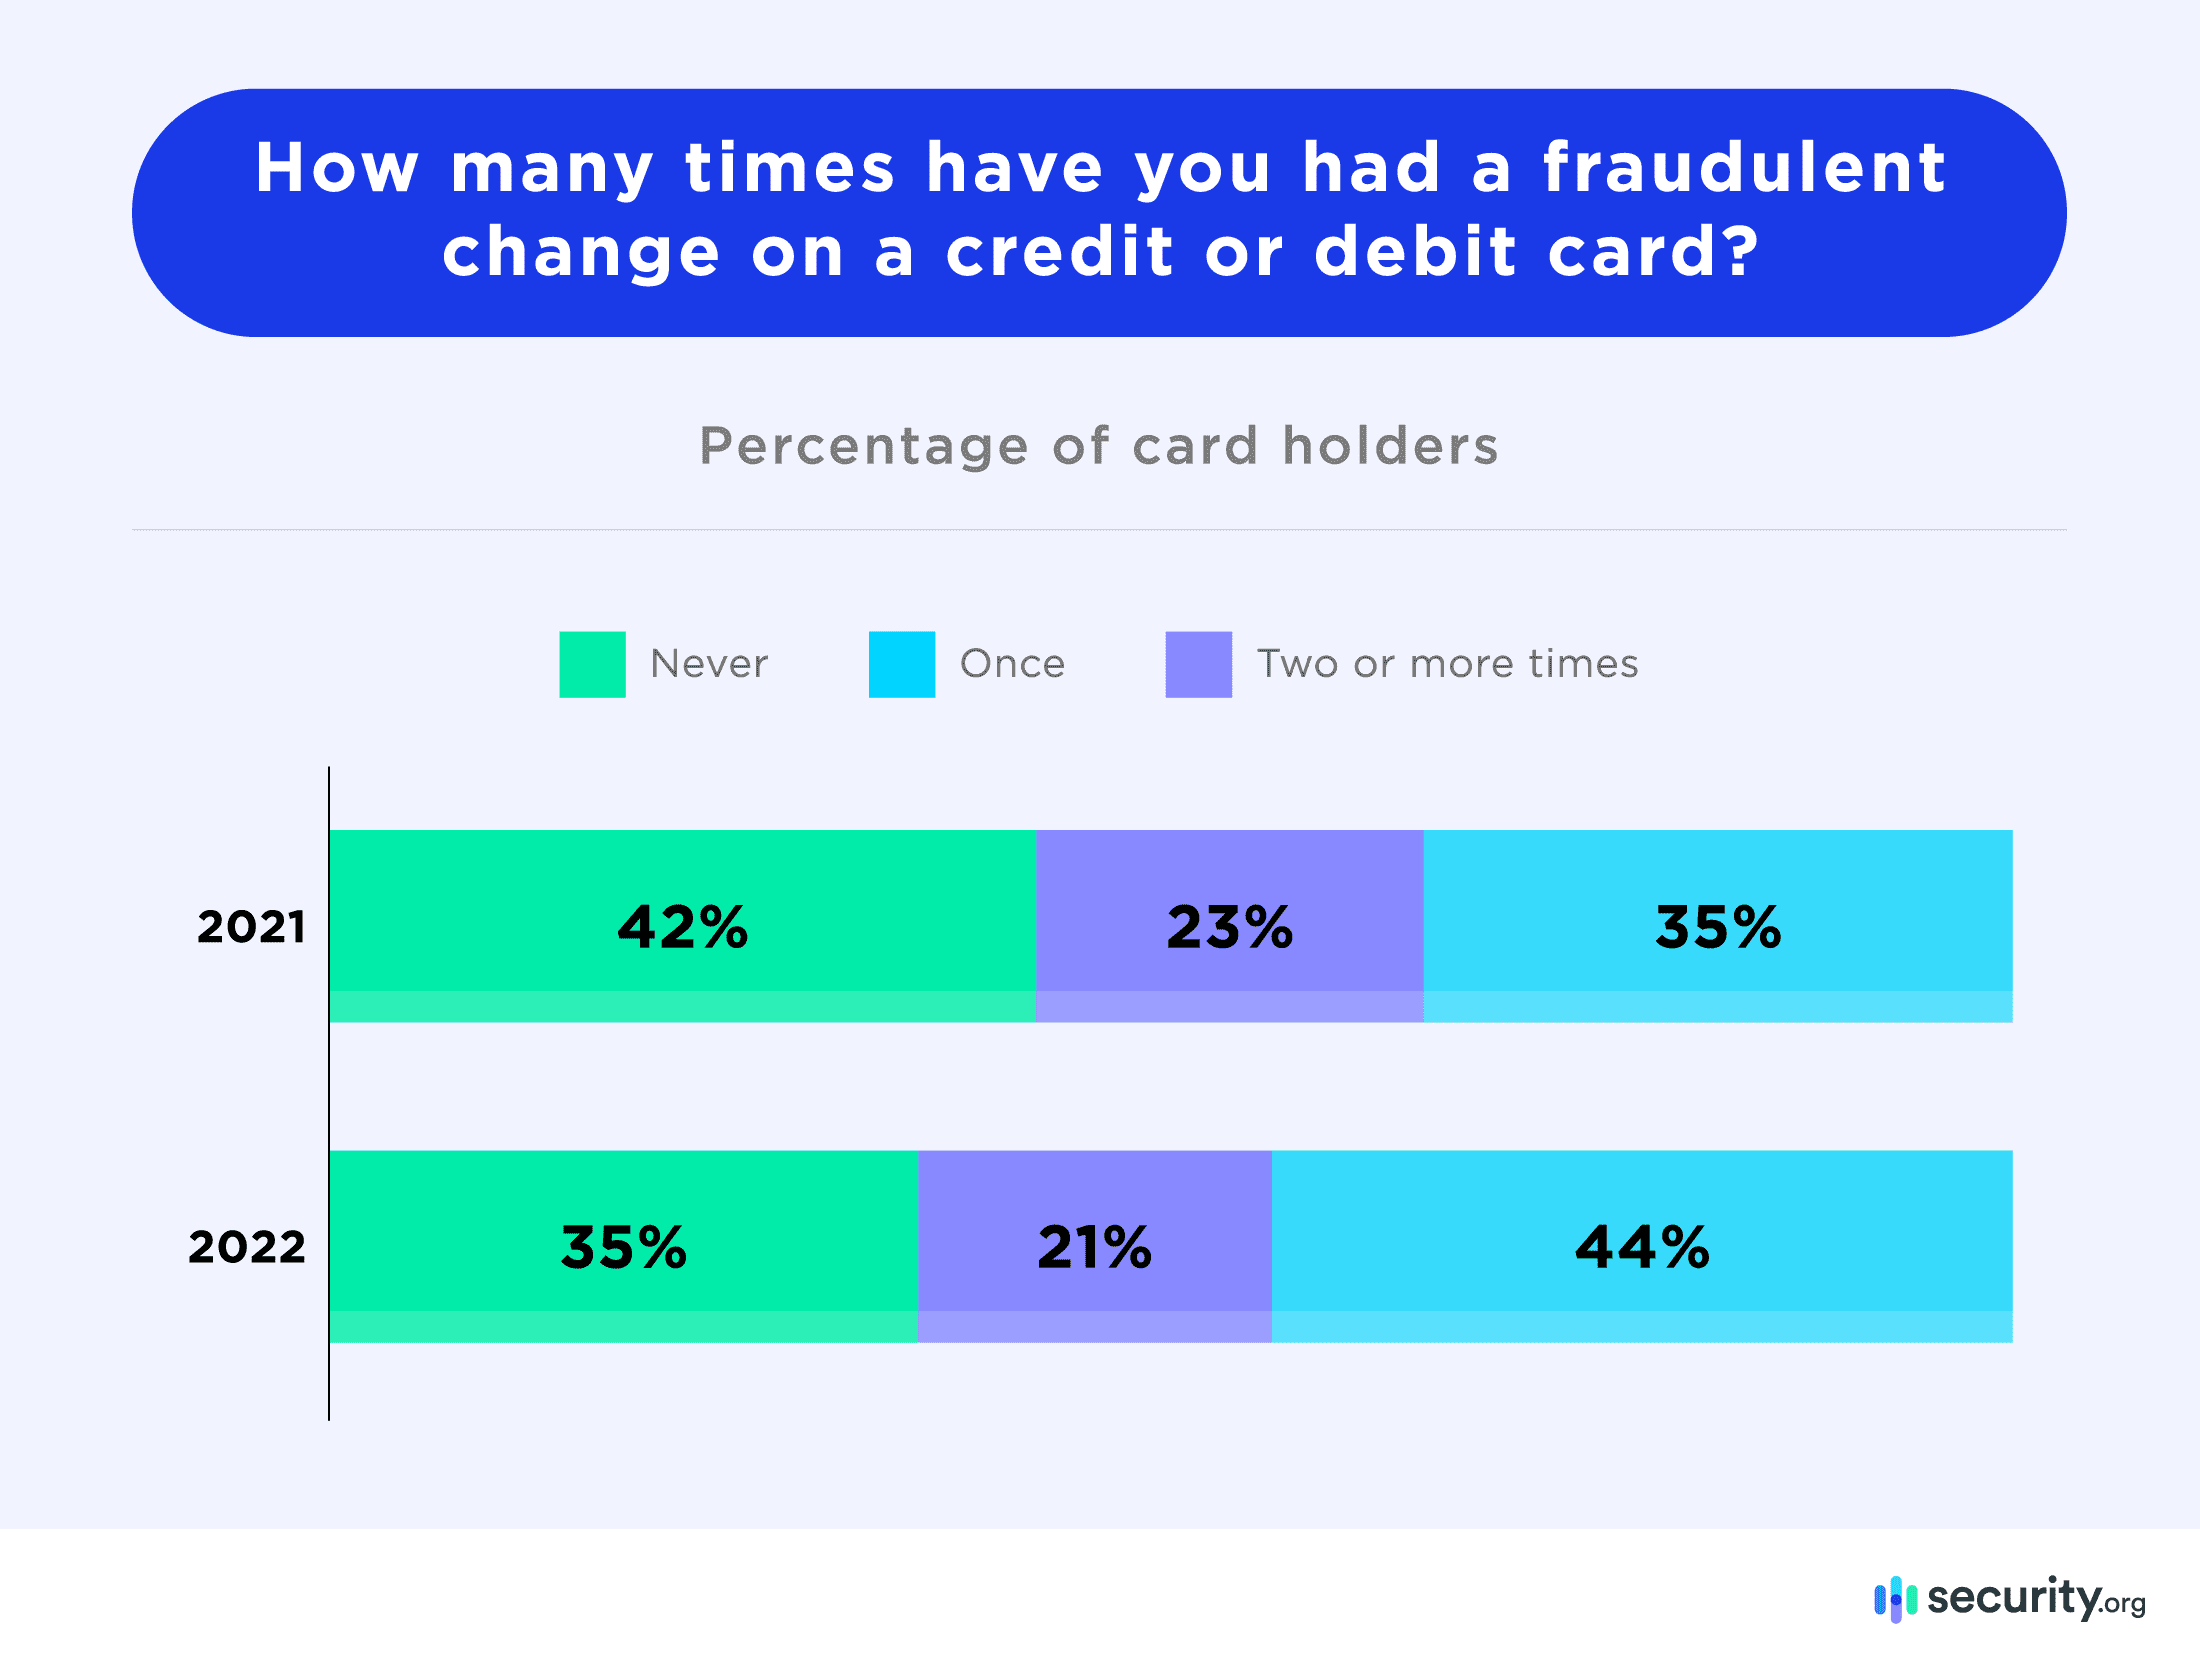 How many times have you had a fraudulent
change on a credit or debit card?
Percentage of card holders
Never Once Two or more times
2021 42% 23% 35%
2022 35% 21% 44%
security.org